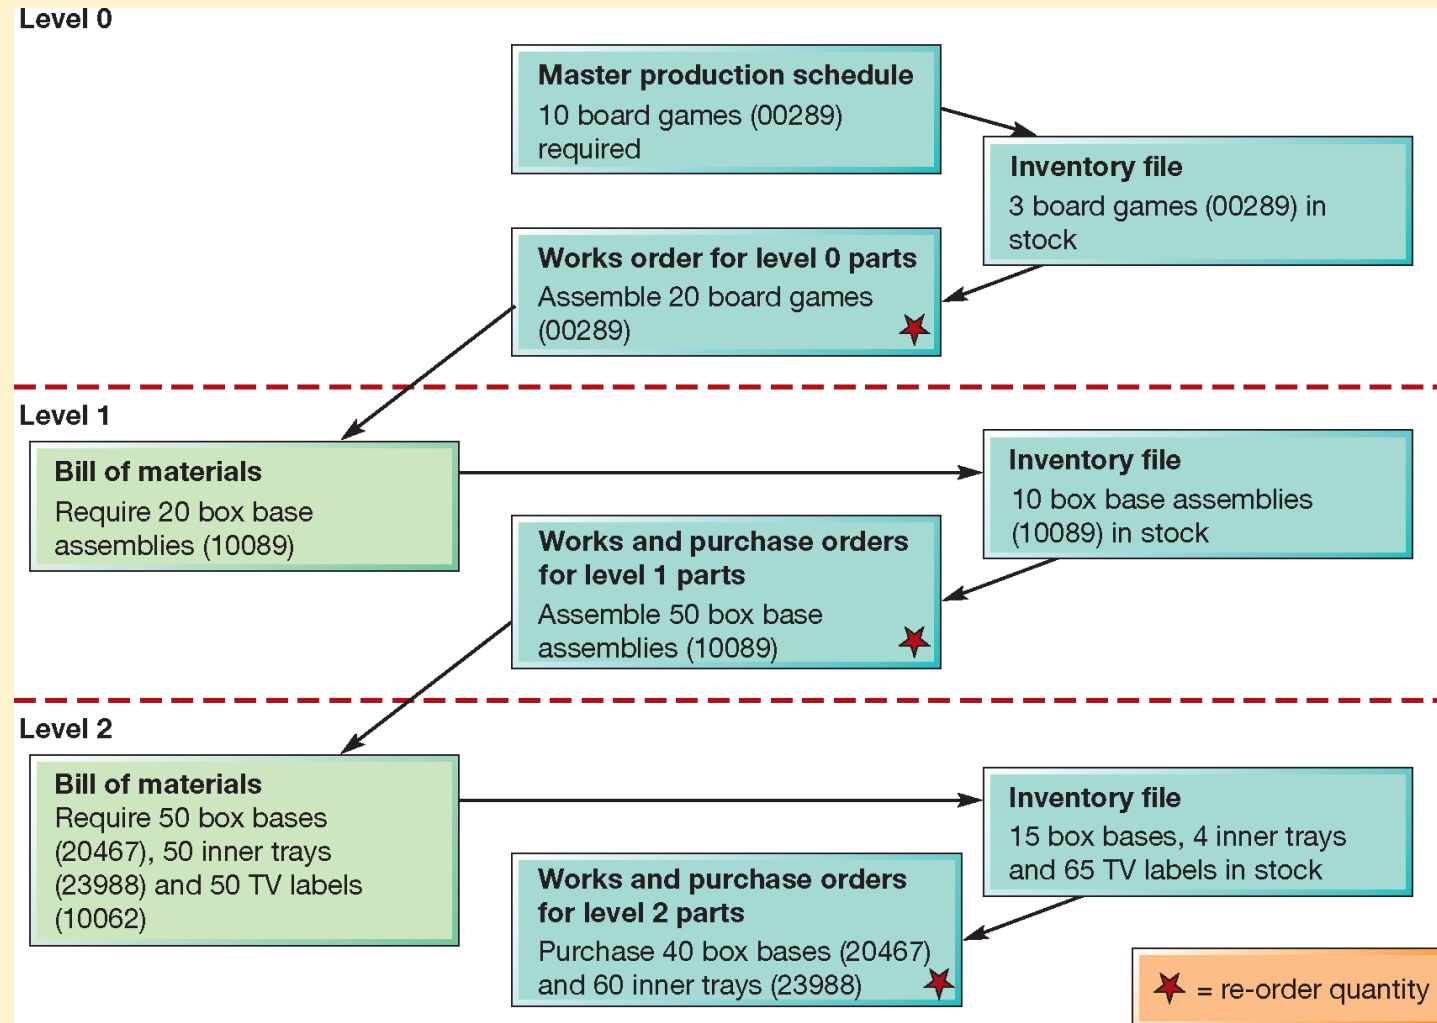 Level 0
Master production schedule
10 board games (00289)
required
Inventory file
3 board games (00289) in
stock
Works order for level 0 parts
Assemble 20 board games
(00289)
Level 1
Bill of materials
Require 20 box base
assemblies (10089)
Inventory file
10 box base assemblies
(10089) in stock
Works and purchase orders
for level 1 parts
Assemble 50 box base
assemblies (10089)
Level 2
Bill of materials
Require 50 box bases
(20467), 50 inner trays
(23988) and 50 TV labels
(10062)
Inventory file
15 box bases, 4 inner trays
and 65 TV labels in stock
Works and purchase orders
for level 2 parts
Purchase 40 box bases (20467)
and 60 inner trays (23988)
= re-order quantity